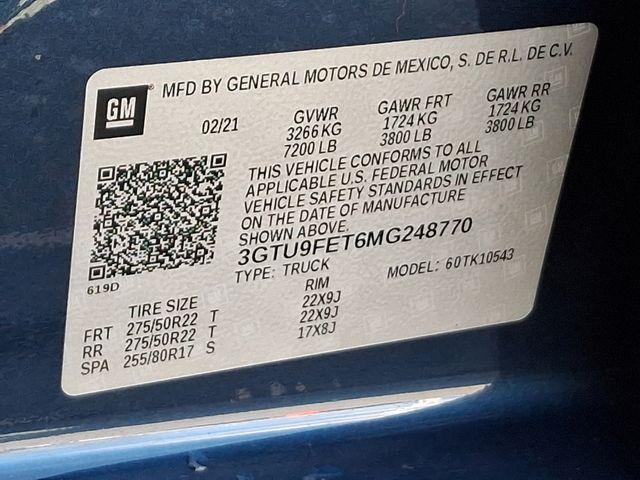 GM® MFD BY GENERAL MOTORS DE MEXICO, S. DE R.L. DE C.V.
02/21 GVWR GAWR FRT GAWR RR
3266 KG 1724 KG 1724 KG
7200 LB 3800 LB 3800 LB
THIS VEHICLE CONFORMS TO ALL
APPLICABLE U.S. FEDERAL MOTOR
VEHICLE SAFETY STANDARDS IN EFFECT
ON THE DATE OF MANUFACTURE
SHOWN ABOVE.
3GTU9FET6MG248770
619D TYPE: TRUCK MODEL: 60TK10543
TIRE SIZE RIM
FRT 275/50R22 T 22X9J
RR 275/50R22 T 22X9J
SPA 255/80R17 S 17X8J